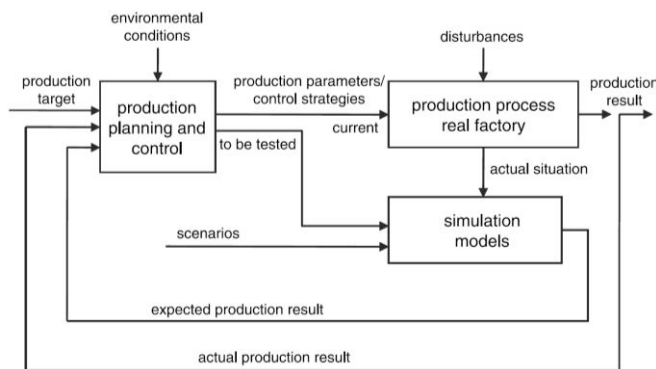 environmental
conditions
disturbances
production
target
production
planning and
control
production parameters/
control strategies
current
to be tested
production process
real factory
production
result
actual situation
scenarios
simulation
models
expected production result
actual production result